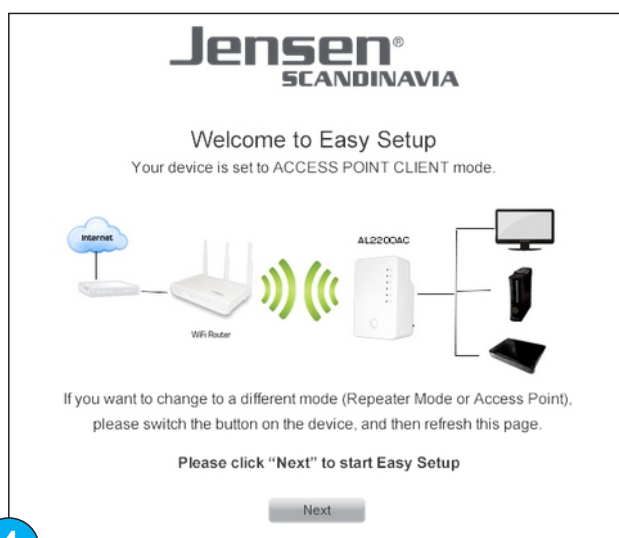 Jensen®
SCANDINAVIA
Welcome to Easy Setup
Your device is set to ACCESS POINT CLIENT mode.
Internet
AL2200AC
WiFi Router
If you want to change to a different mode (Repeater Mode or Access Point),
please switch the button on the device, and then refresh this page.
Please click “Next” to start Easy Setup
Next